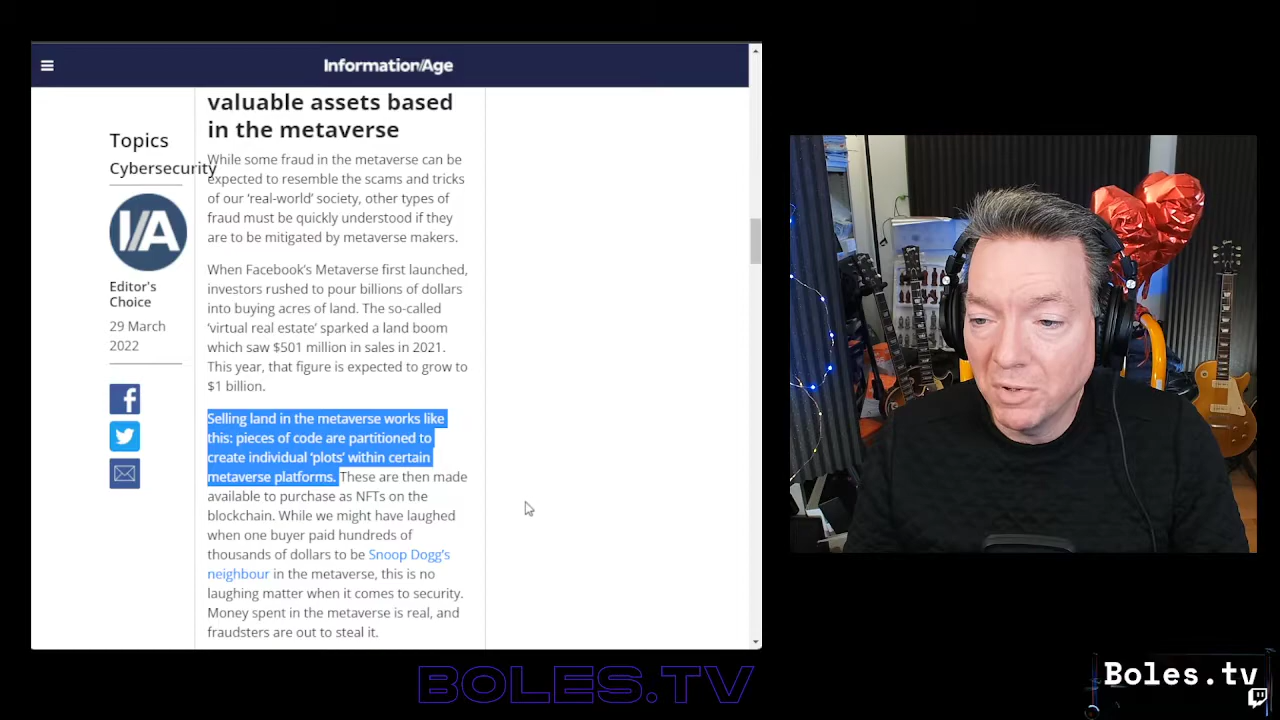 Information/Age
valuable assets based
in the metaverse
Topics
Cybersecurity
I/A
Editor's
Choice
29 March
2022
While some fraud in the metaverse can be
expected to resemble the scams and tricks
of our ‘real-world’ society, other types of
fraud must be quickly understood if they
are to be mitigated by metaverse makers.
When Facebook’s Metaverse first launched,
investors rushed to pour billions of dollars
into buying acres of land. The so-called
‘virtual real estate’ sparked a land boom
which saw $501 million in sales in 2021.
This year, that figure is expected to grow to
$1 billion.
Selling land in the metaverse works like
this: pieces of code are partitioned to
create individual ‘plots’ within certain
metaverse platforms. These are then made
available to purchase as NFTs on the
blockchain. While we might have laughed
when one buyer paid hundreds of
thousands of dollars to be Snoop Dogg’s
neighbour in the metaverse, this is no
laughing matter when it comes to security.
Money spent in the metaverse is real, and
fraudsters are out to steal it.
BOLES.TV
Boles.tv